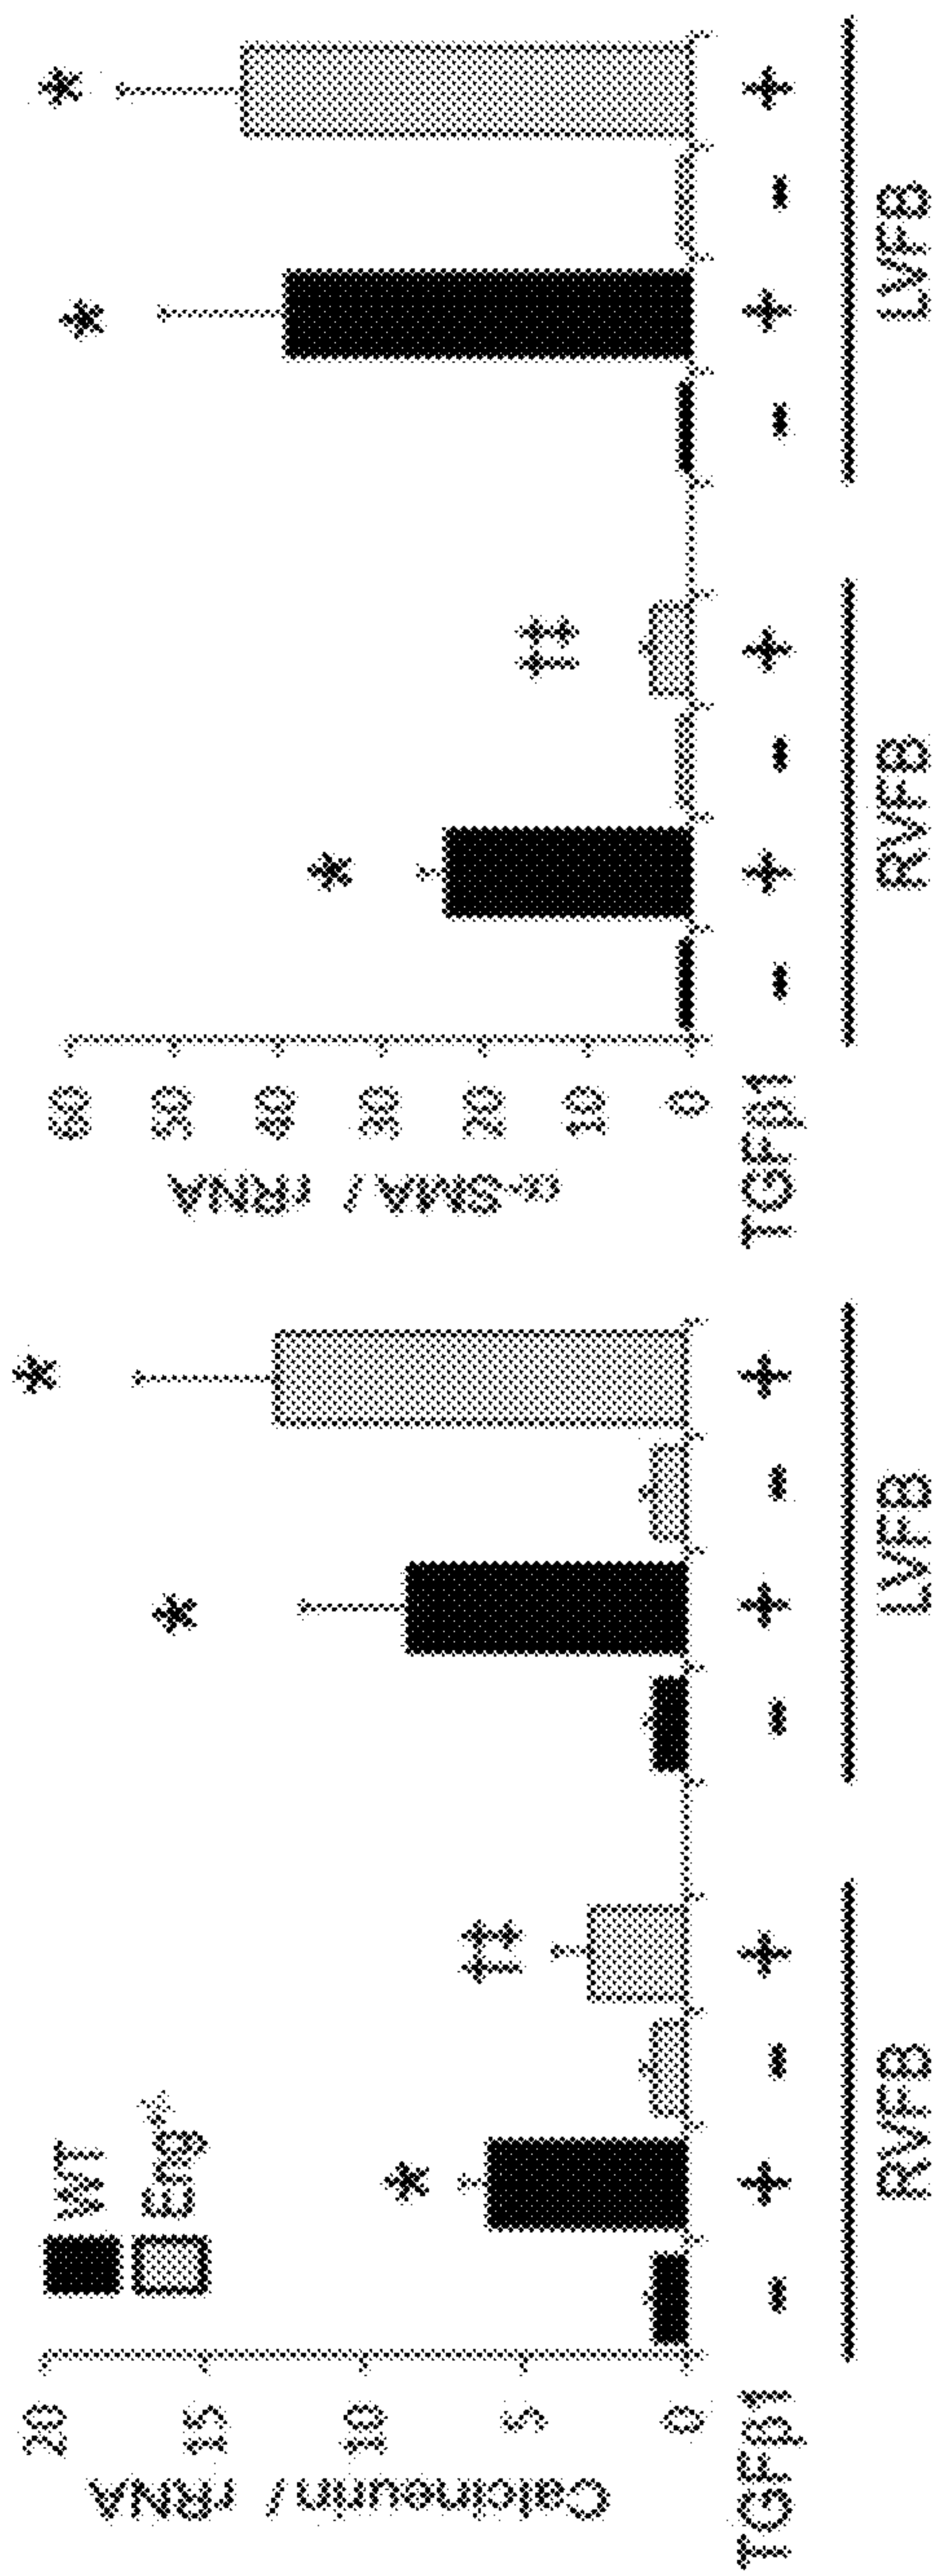 Calcineurin / rRNA
20
15
10
5
0
WT
Eng
*
†‡
*
*
TGFβ1 - + - + - + - +
RVFB LVFB
α-SMA / rRNA
60
50
40
30
20
10
0
*
†‡
*
*
TGFβ1 - + - + - + - +
RVFB LVFB